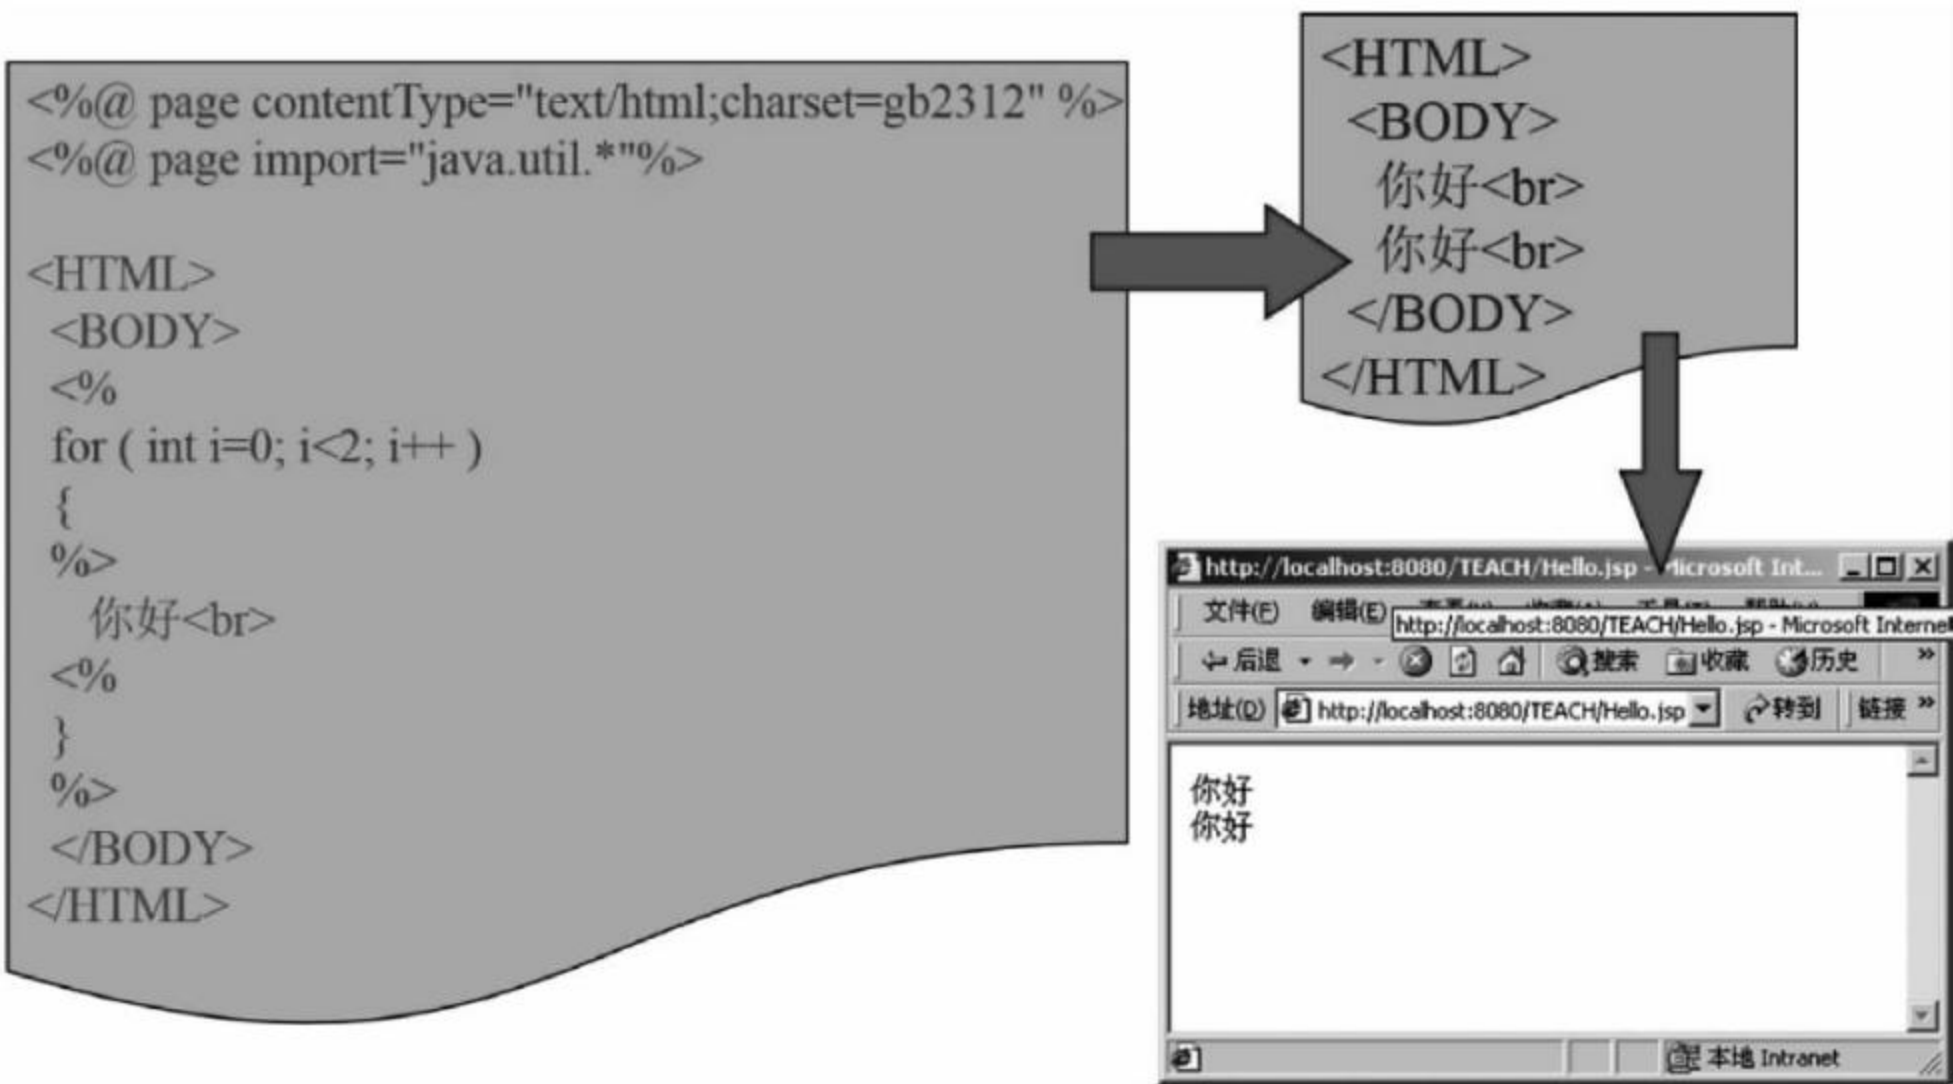 <%@ page contentType="text/html;charset=gb2312" %>
<%@ page import="java.util.*"%>
<HTML>
<BODY>
<%
for ( int i=0; i<2; i++ )
{
%>
你好<br>
<%
}
%>
</BODY>
</HTML>
<HTML>
<BODY>
你好<br>
你好<br>
</BODY>
</HTML>
http://localhost:8080/TEACH/Hello.jsp - Microsoft Int...
文件(F) 编辑(E)
http://localhost:8080/TEACH/Hello.jsp - Microsoft Interne
后退 搜索 收藏 历史 »
地址(D) http://localhost:8080/TEACH/Hello.jsp 转到 链接 »
你好
你好
本地 Intranet